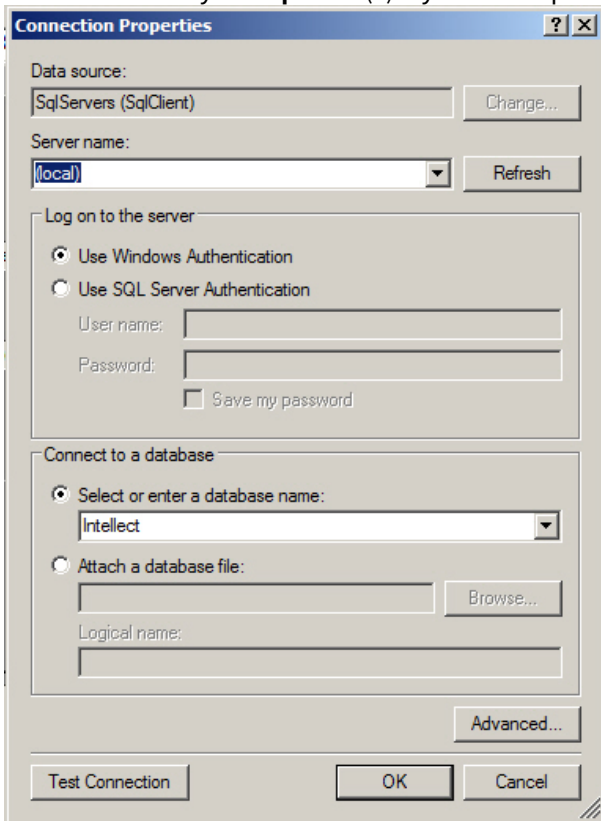 Connection Properties
Data source:
SqlServers (SqlClient)
Change...
Server name:
(local)
Refresh
Log on to the server
Use Windows Authentication
Use SQL Server Authentication
User name:
Password:
Save my password
Connect to a database
Select or enter a database name:
Intellect
Attach a database file:
Browse...
Logical name:
Advanced...
Test Connection
OK
Cancel